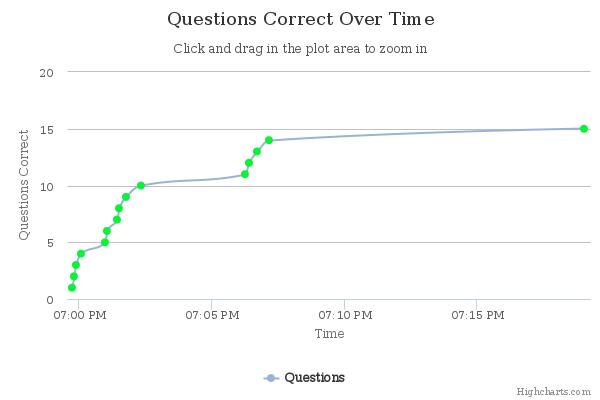 Questions Correct Over Time
Click and drag in the plot area to zoom in
Questions Correct
20
15
10
5
0
07:00 PM 07:05 PM 07:10 PM 07:15 PM
Time
Questions
Highcharts.com